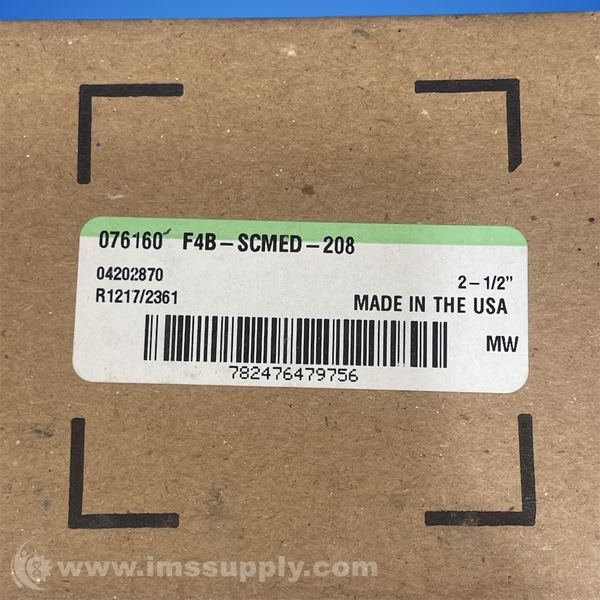 076160 F4B-SCMED-208
04202870
2-1/2"
R1217/2361
MADE IN THE USA
MW
782476479756
www.imssupply.com